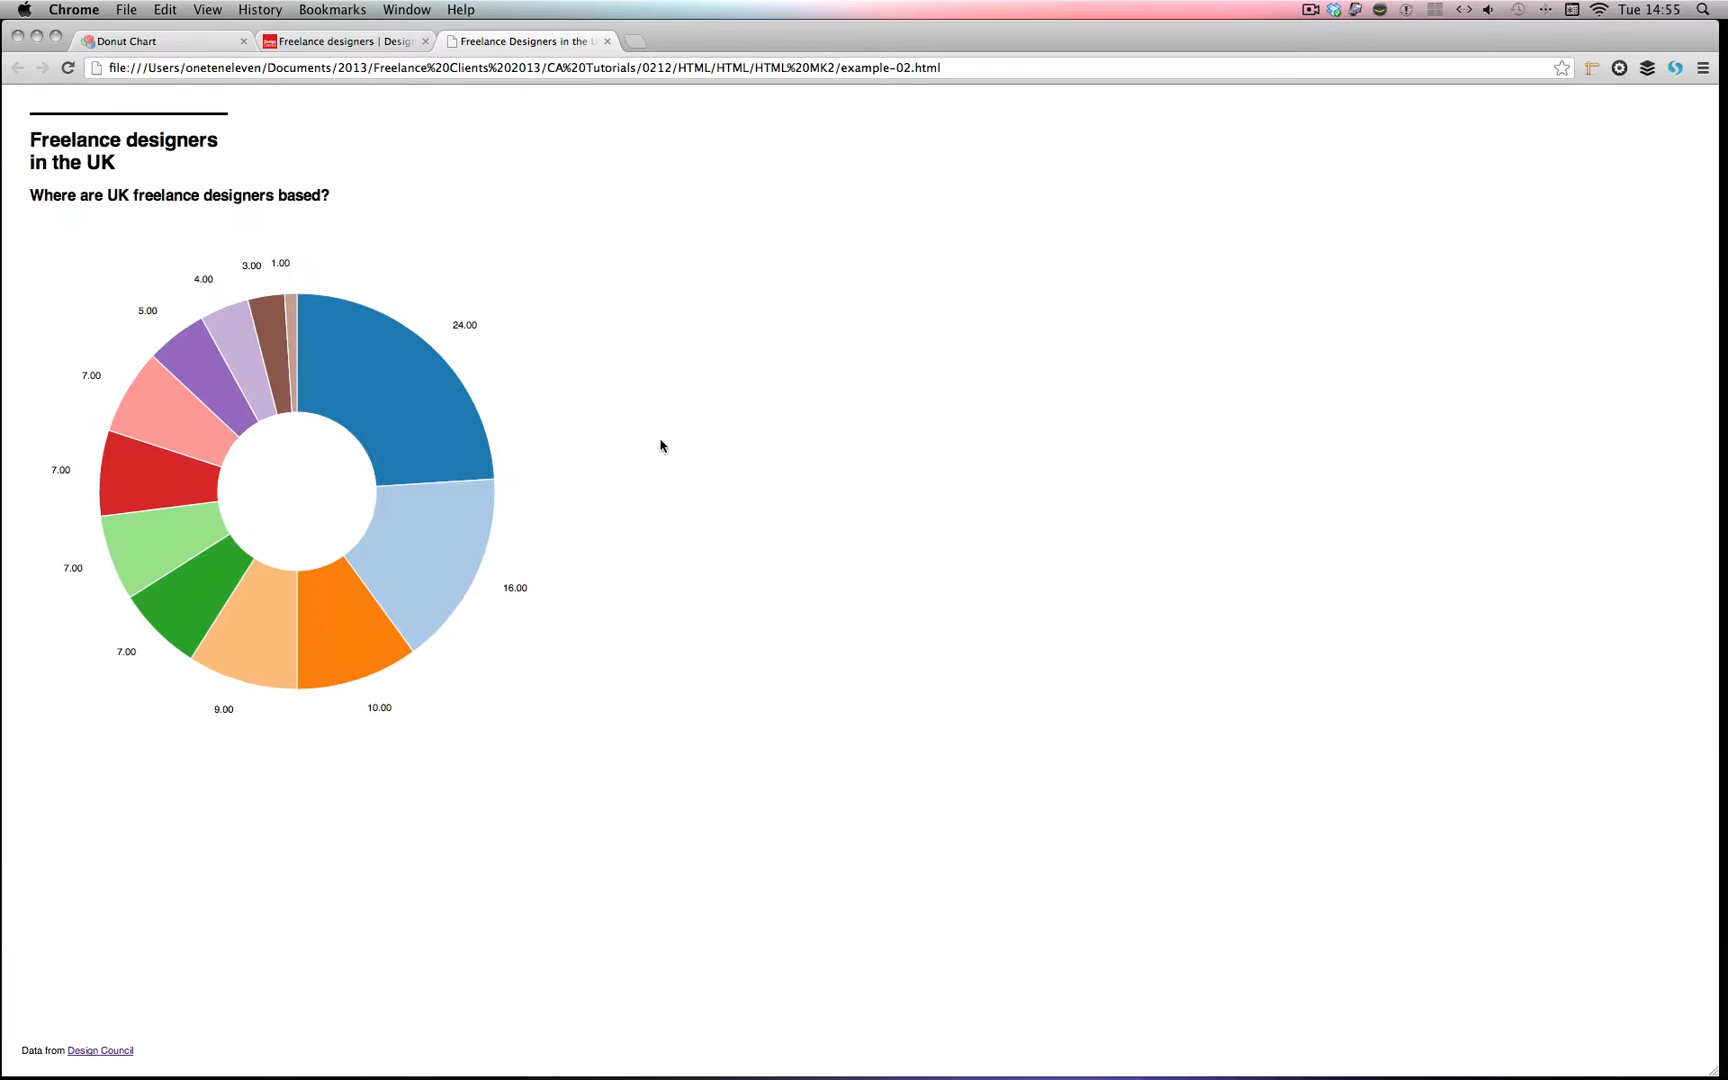 Chrome File Edit View History Bookmarks Window Help Tue 14:55
Donut Chart Freelance designers | Desig Freelance Designers in the U
file:///Users/oneteneleven/Documents/2013/Freelance%20Clients%202013/CA%20Tutorials/0212/HTML/HTML/HTML%20MK2/example-02.html
Freelance designers
in the UK
Where are UK freelance designers based?
1.00
3.00
4.00
5.00
24.00
7.00
7.00
7.00
16.00
7.00
10.00
9.00
Data from Design Council